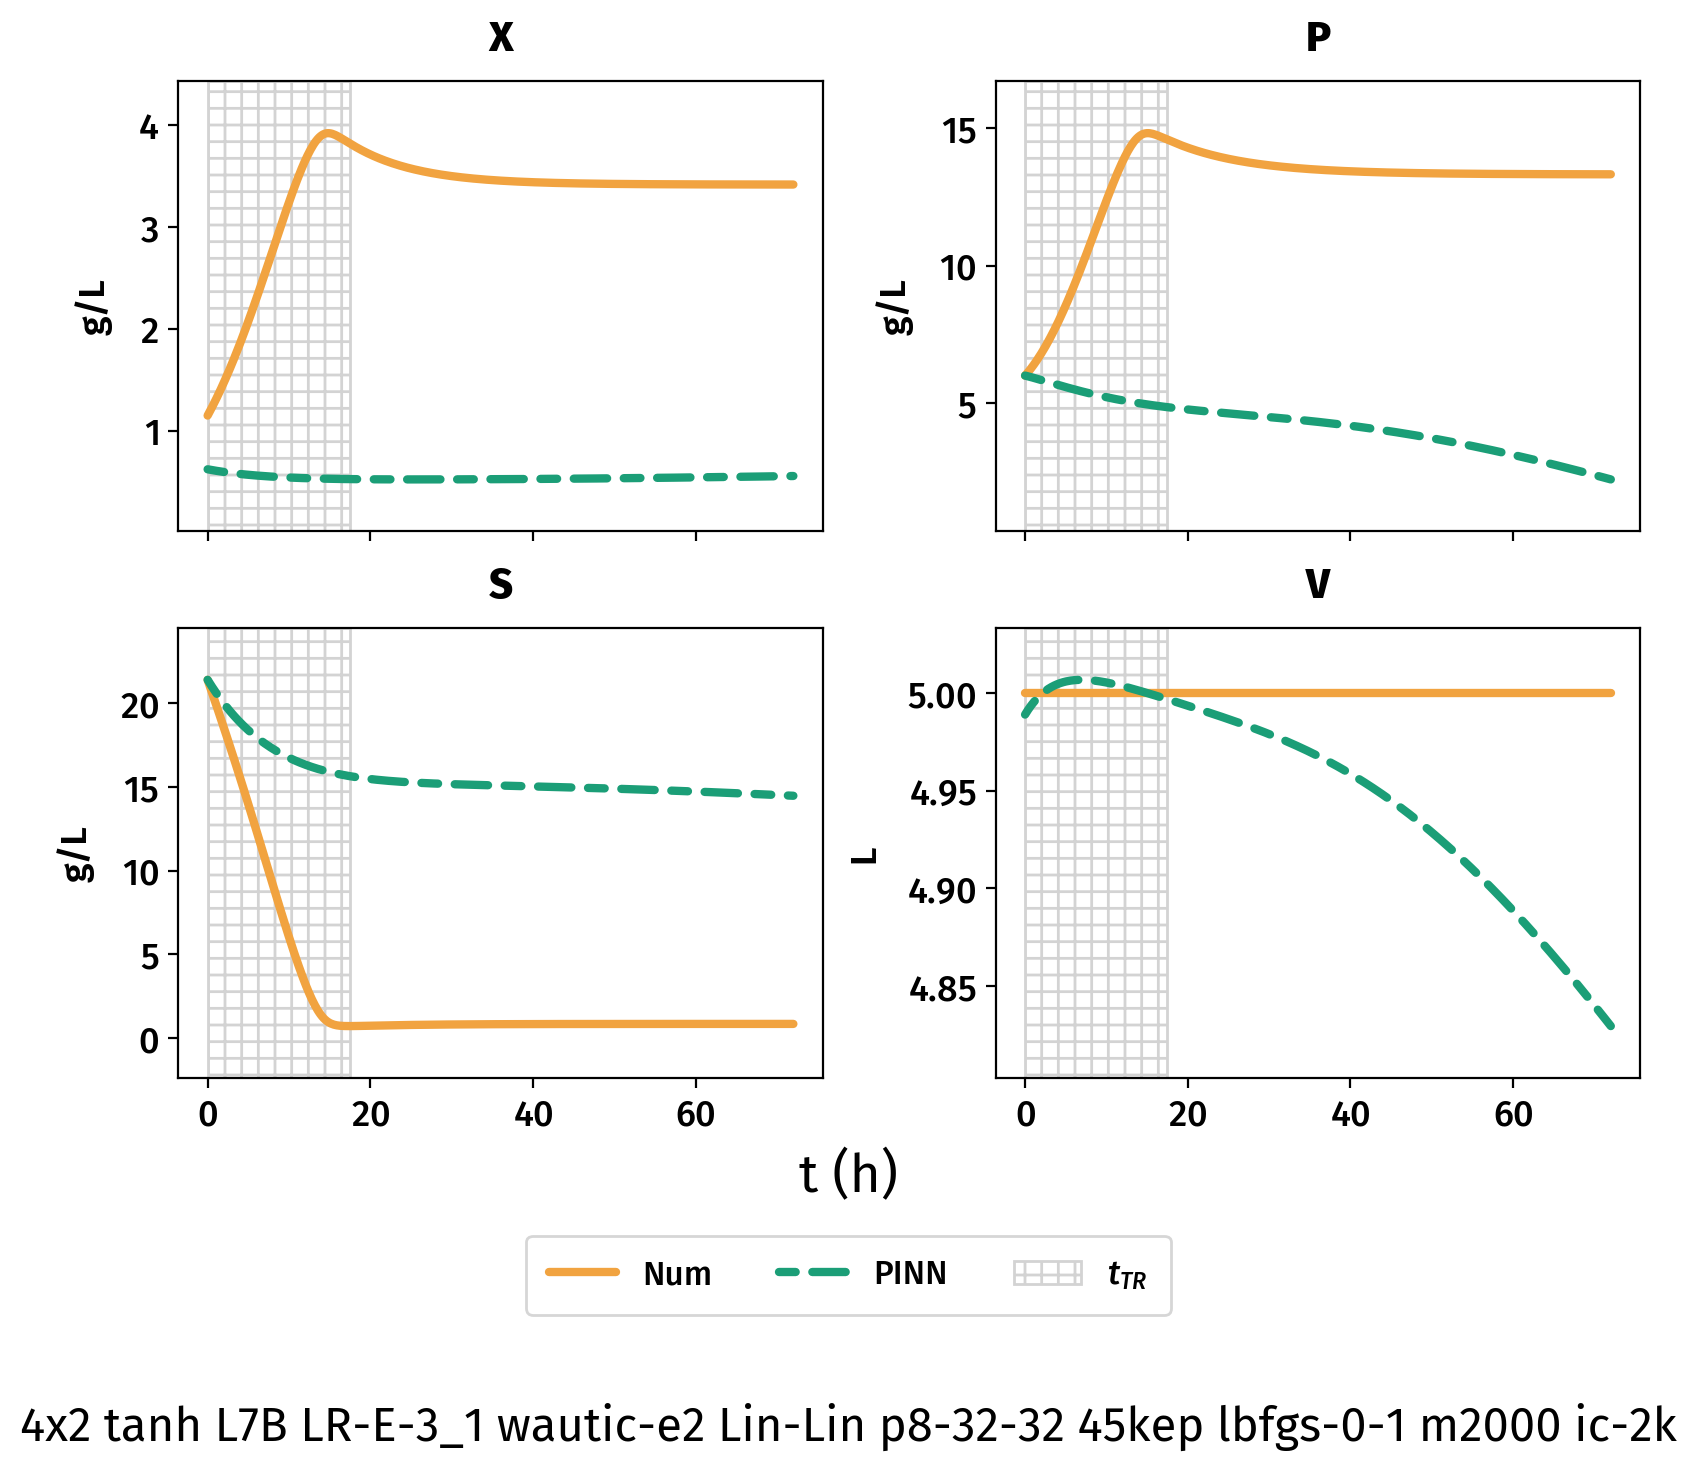 X
P
4
3
2
1
g/L
15
10
5
g/L
S
V
20
15
10
5
0
g/L
5.00
4.95
4.90
4.85
L
0 20 40 60
0 20 40 60
t (h)
Num PINN t_TR
4x2 tanh L7B LR-E-3_1 wautic-e2 Lin-Lin p8-32-32 45kep lbfgs-0-1 m2000 ic-2k